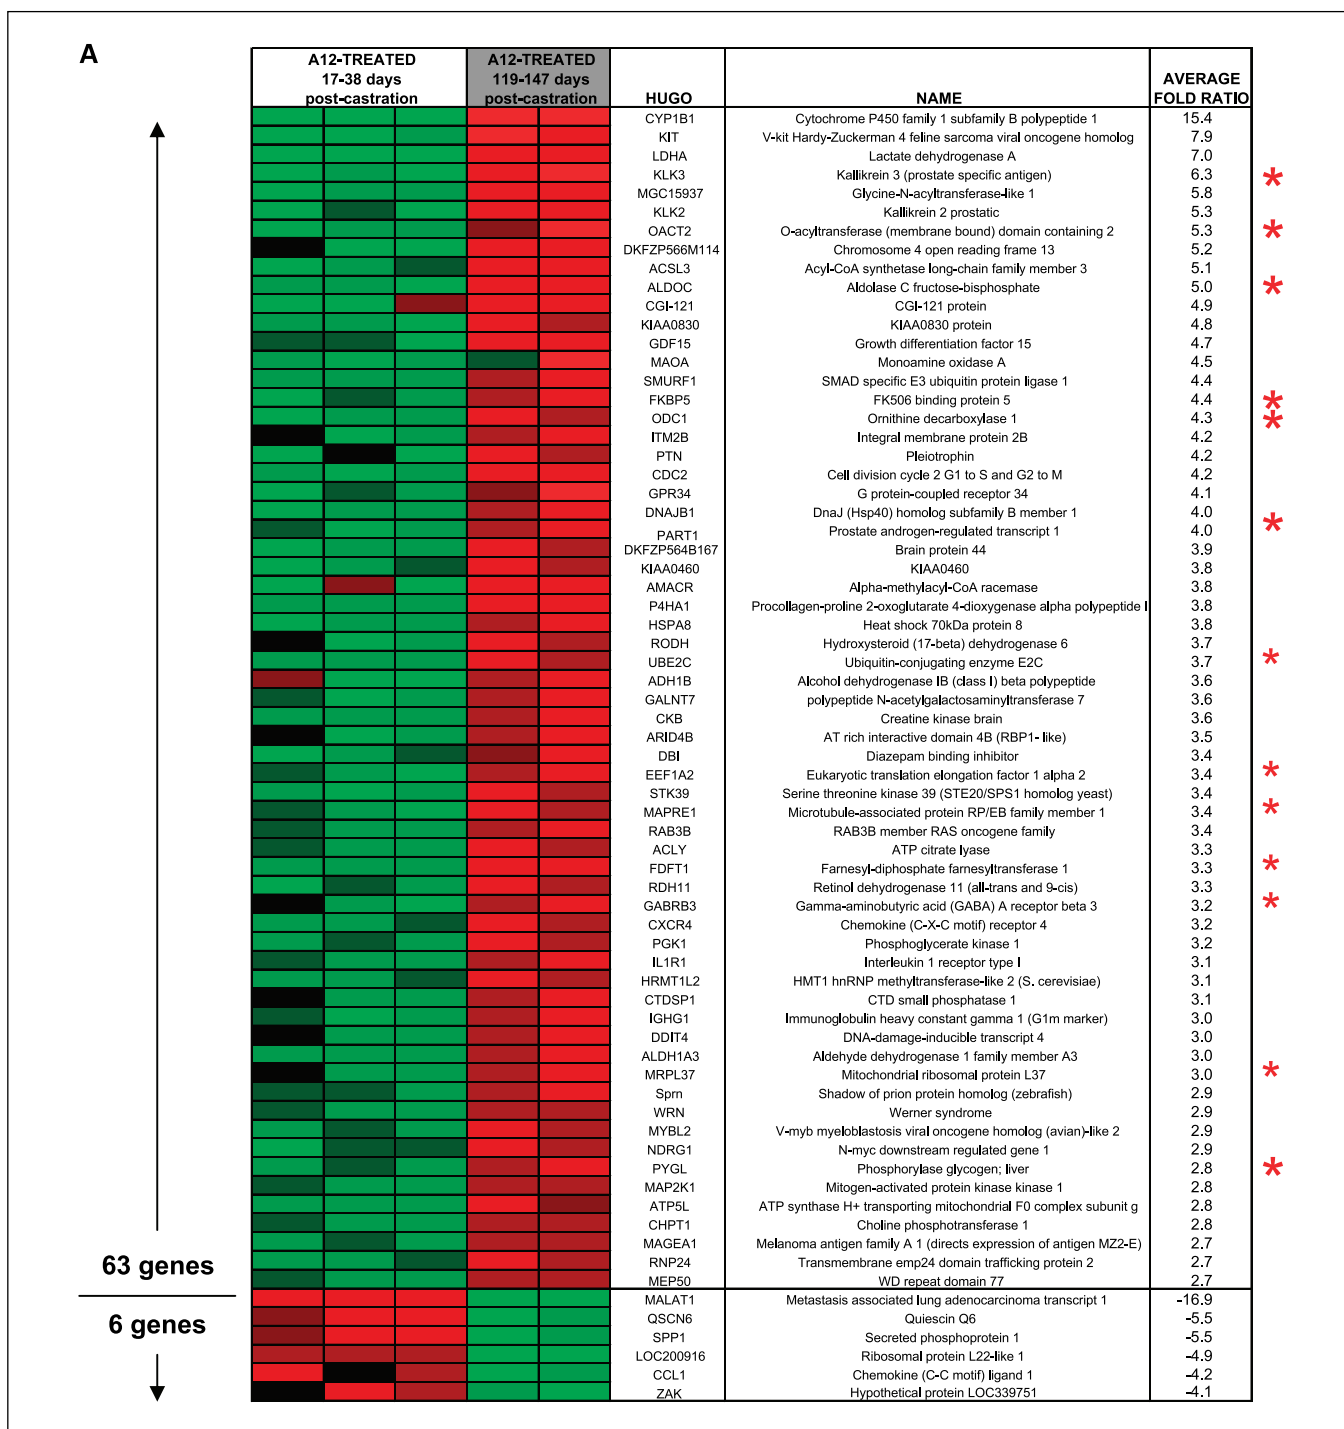 A
A12-TREATED
17-38 days
post-castration
A12-TREATED
119-147 days
post-castration
HUGO
NAME
AVERAGE
FOLD RATIO
CYP1B1 Cytochrome P450 family 1 subfamily B polypeptide 1 15.4
KIT V-kit Hardy-Zuckerman 4 feline sarcoma viral oncogene homolog 7.9
LDHA Lactate dehydrogenase A 7.0
KLK3 Kallikrein 3 (prostate specific antigen) 6.3 *
MGC15937 Glycine-N-acyltransferase-like 1 5.8
KLK2 Kallikrein 2 prostatic 5.3
OACT2 O-acyltransferase (membrane bound) domain containing 2 5.3 *
DKFZP566M114 Chromosome 4 open reading frame 13 5.2
ACSL3 Acyl-CoA synthetase long-chain family member 3 5.1
ALDOC Aldolase C fructose-bisphosphate 5.0 *
CGI-121 CGI-121 protein 4.9
KIAA0830 KIAA0830 protein 4.8
GDF15 Growth differentiation factor 15 4.7
MAOA Monoamine oxidase A 4.5
SMURF1 SMAD specific E3 ubiquitin protein ligase 1 4.4
FKBP5 FK506 binding protein 5 4.4 *
ODC1 Ornithine decarboxylase 1 4.3 *
ITM2B Integral membrane protein 2B 4.2
PTN Pleiotrophin 4.2
CDC2 Cell division cycle 2 G1 to S and G2 to M 4.2
GPR34 G protein-coupled receptor 34 4.1
DNAJB1 DnaJ (Hsp40) homolog subfamily B member 1 4.0
PART1 Prostate androgen-regulated transcript 1 4.0 *
DKFZP564B167 Brain protein 44 3.9
KIAA0460 KIAA0460 3.8
AMACR Alpha-methylacyl-CoA racemase 3.8
P4HA1 Procollagen-proline 2-oxoglutarate 4-dioxygenase alpha polypeptide I 3.8
HSPA8 Heat shock 70kDa protein 8 3.8
RODH Hydroxysteroid (17-beta) dehydrogenase 6 3.7
UBE2C Ubiquitin-conjugating enzyme E2C 3.7 *
ADH1B Alcohol dehydrogenase IB (class I) beta polypeptide 3.6
GALNT7 polypeptide N-acetylgalactosaminyltransferase 7 3.6
CKB Creatine kinase brain 3.6
ARID4B AT rich interactive domain 4B (RBP1- like) 3.5
DBI Diazepam binding inhibitor 3.4
EEF1A2 Eukaryotic translation elongation factor 1 alpha 2 3.4 *
STK39 Serine threonine kinase 39 (STE20/SPS1 homolog yeast) 3.4
MAPRE1 Microtubule-associated protein RP/EB family member 1 3.4 *
RAB3B RAB3B member RAS oncogene family 3.4
ACLY ATP citrate lyase 3.3
FDFT1 Farnesyl-diphosphate farnesyltransferase 1 3.3 *
RDH11 Retinol dehydrogenase 11 (all-trans and 9-cis) 3.3
GABRB3 Gamma-aminobutyric acid (GABA) A receptor beta 3 3.2 *
CXCR4 Chemokine (C-X-C motif) receptor 4 3.2
PGK1 Phosphoglycerate kinase 1 3.2
IL1R1 Interleukin 1 receptor type I 3.1
HRMT1L2 HMT1 hnRNP methyltransferase-like 2 (S. cerevisiae) 3.1
CTDSP1 CTD small phosphatase 1 3.1
IGHG1 Immunoglobulin heavy constant gamma 1 (G1m marker) 3.0
DDIT4 DNA-damage-inducible transcript 4 3.0
ALDH1A3 Aldehyde dehydrogenase 1 family member A3 3.0
MRPL37 Mitochondrial ribosomal protein L37 3.0 *
Sprn Shadow of prion protein homolog (zebrafish) 2.9
WRN Werner syndrome 2.9
MYBL2 V-myb myeloblastosis viral oncogene homolog (avian)-like 2 2.9
NDRG1 N-myc downstream regulated gene 1 2.9
PYGL Phosphorylase glycogen; liver 2.8 *
MAP2K1 Mitogen-activated protein kinase kinase 1 2.8
ATP5L ATP synthase H+ transporting mitochondrial F0 complex subunit g 2.8
CHPT1 Choline phosphotransferase 1 2.8
MAGEA1 Melanoma antigen family A 1 (directs expression of antigen MZ2-E) 2.7
63 genes
RNP24 Transmembrane emp24 domain trafficking protein 2 2.7
MEP50 WD repeat domain 77 2.7
MALAT1 Metastasis associated lung adenocarcinoma transcript 1 -16.9
6 genes
QSCN6 Quiescin Q6 -5.5
SPP1 Secreted phosphoprotein 1 -5.5
LOC200916 Ribosomal protein L22-like 1 -4.9
CCL1 Chemokine (C-C motif) ligand 1 -4.2
ZAK Hypothetical protein LOC339751 -4.1